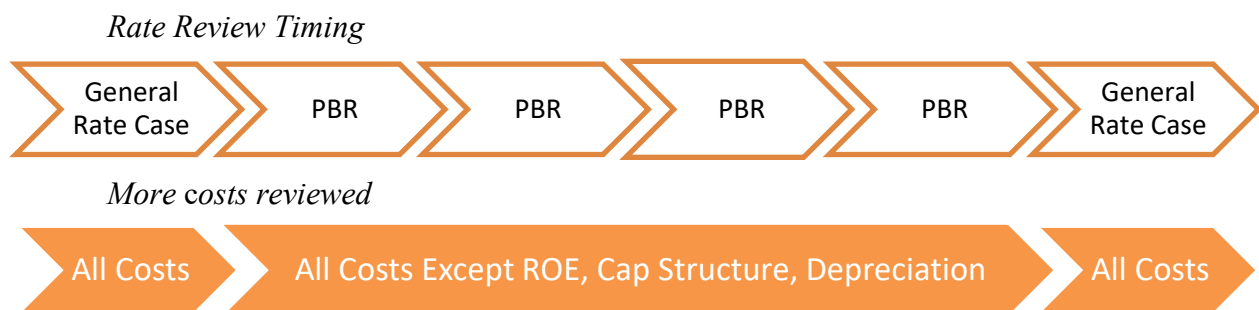 Rate Review Timing
General
Rate Case
PBR
PBR
PBR
PBR
General
Rate Case
More costs reviewed
All Costs
All Costs Except ROE, Cap Structure, Depreciation
All Costs